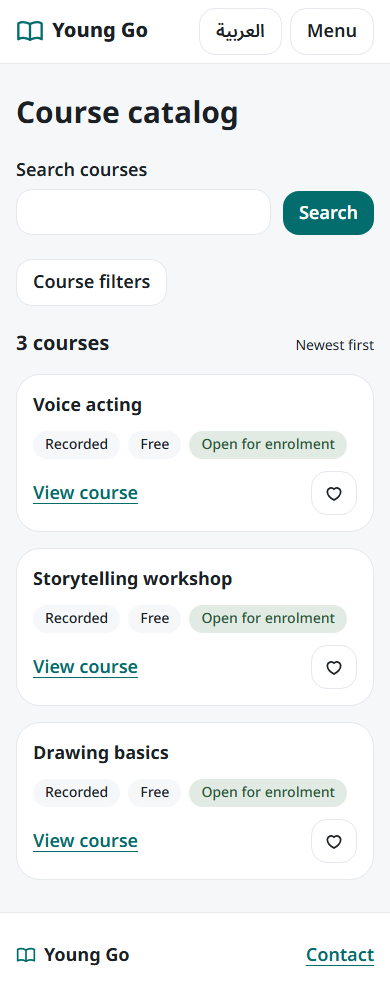 Young Go العربية Menu
Course catalog
Search courses
Search
Course filters
3 courses Newest first
Voice acting
Recorded Free Open for enrolment
View course
Storytelling workshop
Recorded Free Open for enrolment
View course
Drawing basics
Recorded Free Open for enrolment
View course
Young Go Contact